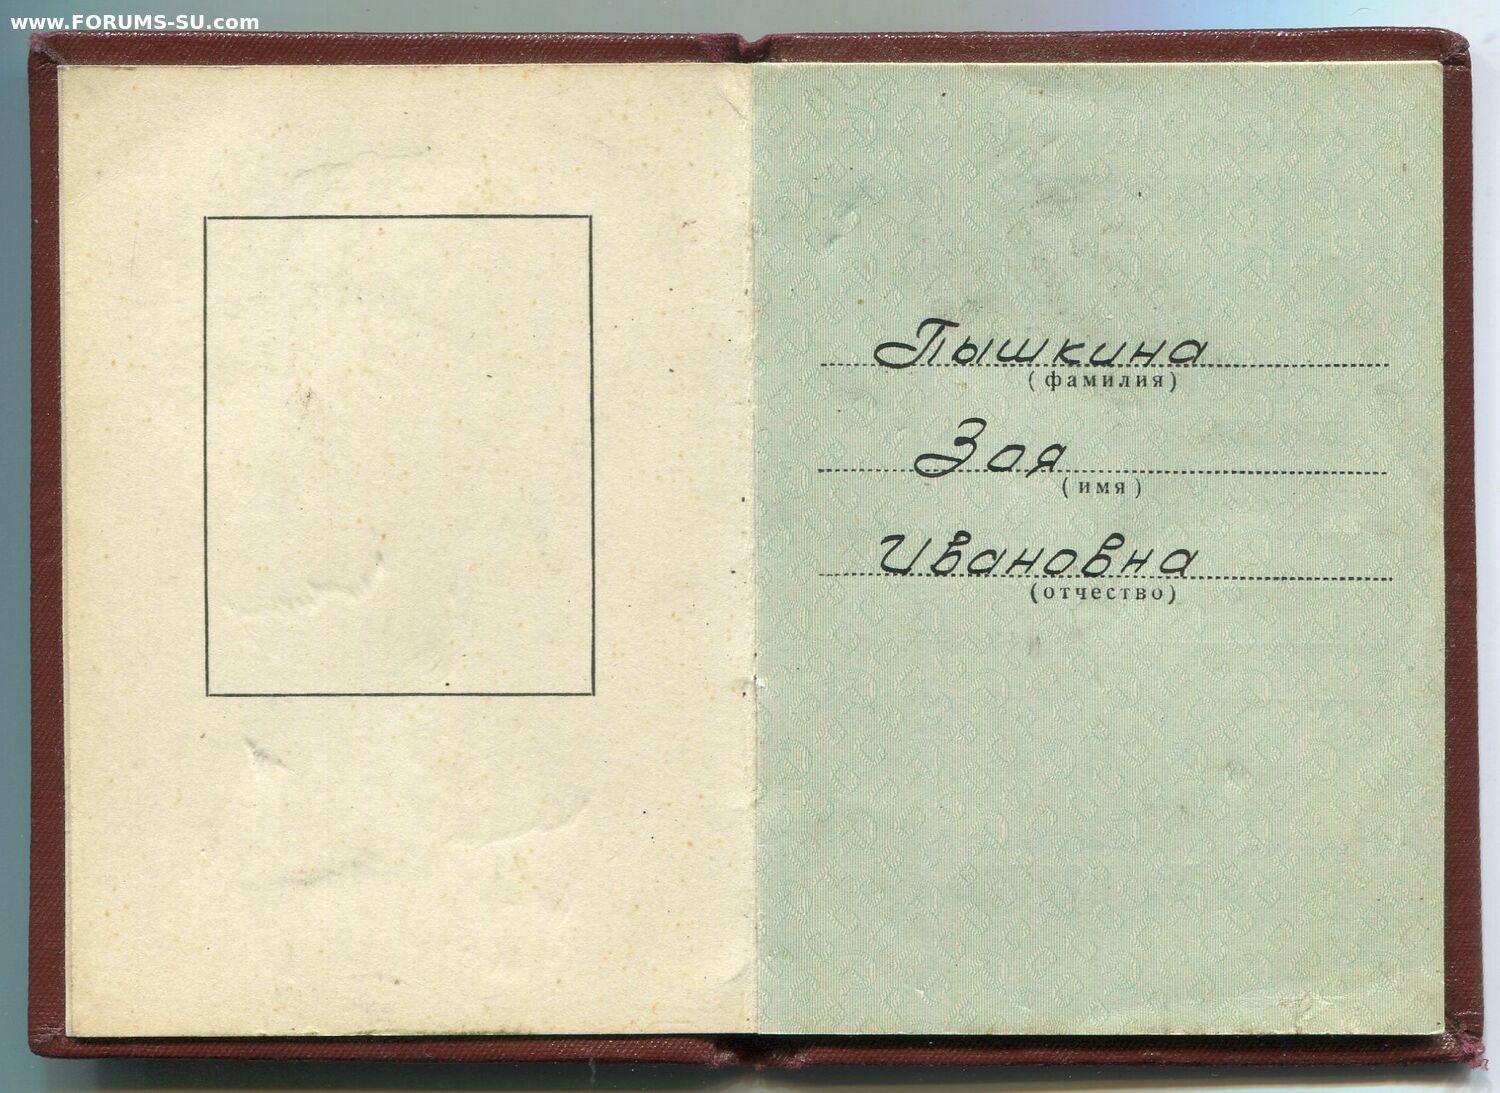 www.FORUMS-SU.com
Пышкина
(фамилия)
Зоя
(имя)
Ивановна
(отчество)